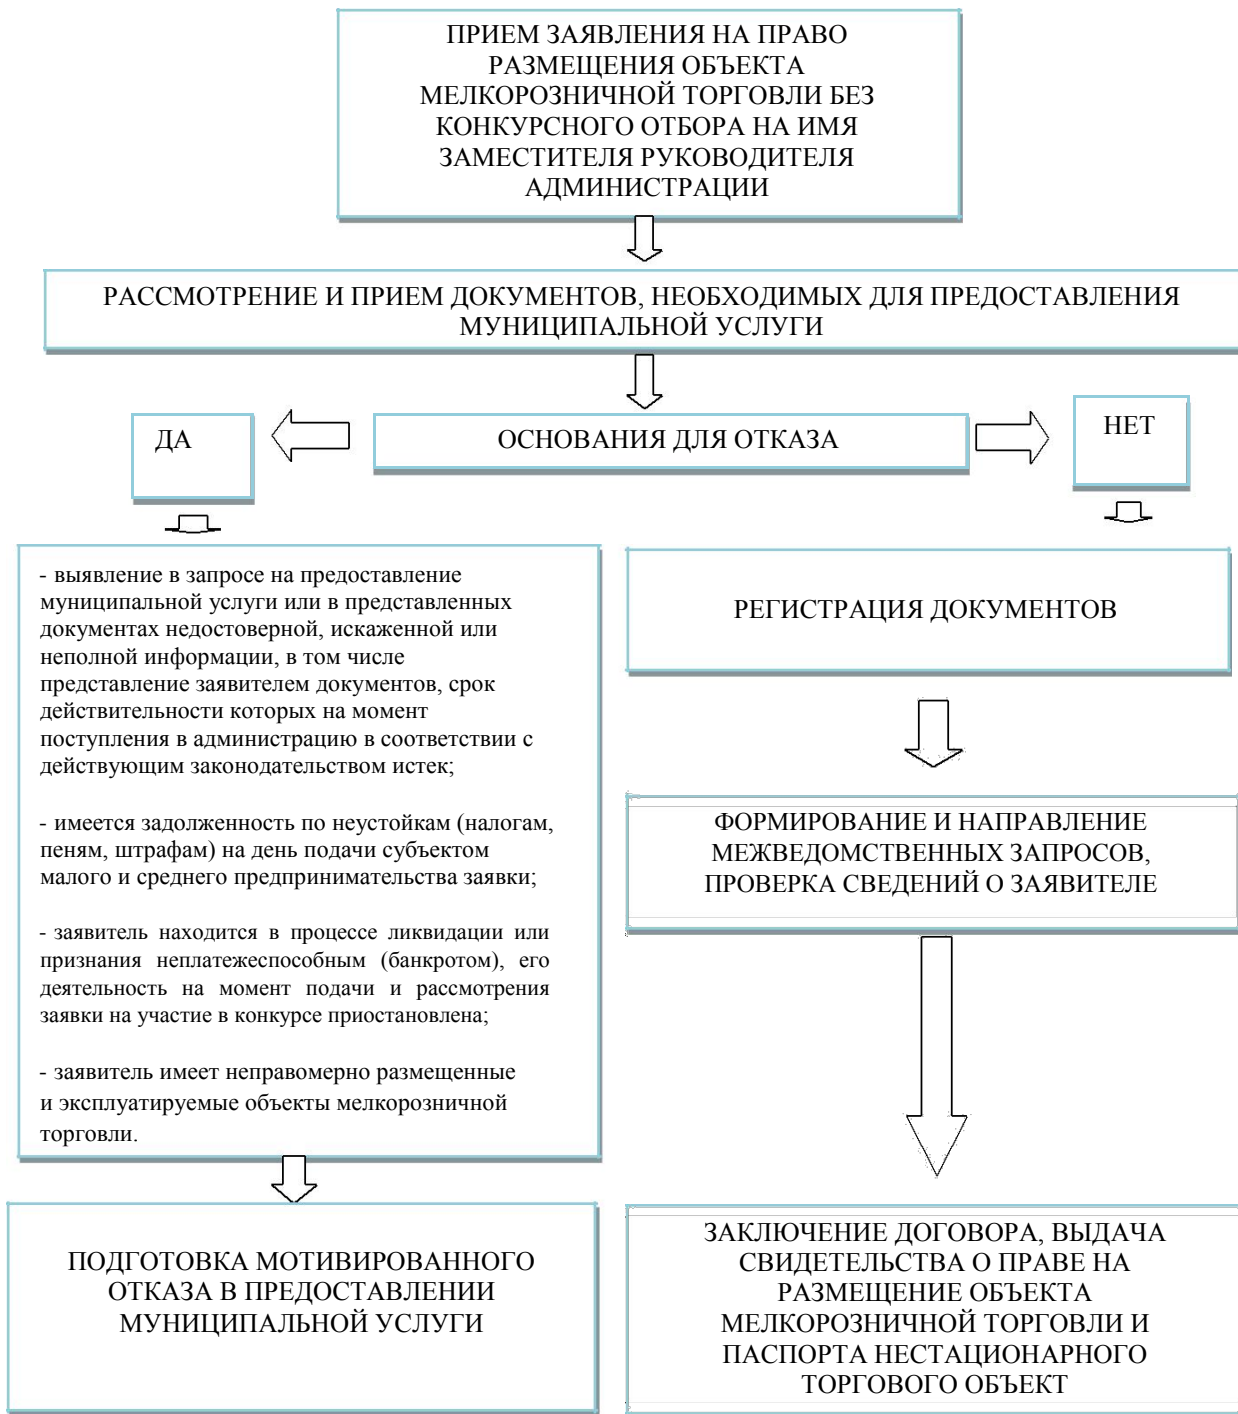 ПРИЕМ ЗАЯВЛЕНИЯ НА ПРАВО
РАЗМЕЩЕНИЯ ОБЪЕКТА
МЕЛКОРОЗНИЧНОЙ ТОРГОВЛИ БЕЗ
КОНКУРСНОГО ОТБОРА НА ИМЯ
ЗАМЕСТИТЕЛЯ РУКОВОДИТЕЛЯ
АДМИНИСТРАЦИИ
РАССМОТРЕНИЕ И ПРИЕМ ДОКУМЕНТОВ, НЕОБХОДИМЫХ ДЛЯ ПРЕДОСТАВЛЕНИЯ
МУНИЦИПАЛЬНОЙ УСЛУГИ
ДА
ОСНОВАНИЯ ДЛЯ ОТКАЗА
НЕТ
- выявление в запросе на предоставление
муниципальной услуги или в представленных
документах недостоверной, искаженной или
неполной информации, в том числе
представление заявителем документов, срок
действительности которых на момент
поступления в администрацию в соответствии с
действующим законодательством истек;
- имеется задолженность по неустойкам (налогам,
пеням, штрафам) на день подачи субъектом
малого и среднего предпринимательства заявки;
- заявитель находится в процессе ликвидации или
признания неплатежеспособным (банкротом), его
деятельность на момент подачи и рассмотрения
заявки на участие в конкурсе приостановлена;
- заявитель имеет неправомерно размещенные
и эксплуатируемые объекты мелкорозничной
торговли.
РЕГИСТРАЦИЯ ДОКУМЕНТОВ
ФОРМИРОВАНИЕ И НАПРАВЛЕНИЕ
МЕЖВЕДОМСТВЕННЫХ ЗАПРОСОВ,
ПРОВЕРКА СВЕДЕНИЙ О ЗАЯВИТЕЛЕ
ПОДГОТОВКА МОТИВИРОВАННОГО
ОТКАЗА В ПРЕДОСТАВЛЕНИИ
МУНИЦИПАЛЬНОЙ УСЛУГИ
ЗАКЛЮЧЕНИЕ ДОГОВОРА, ВЫДАЧА
СВИДЕТЕЛЬСТВА О ПРАВЕ НА
РАЗМЕЩЕНИЕ ОБЪЕКТА
МЕЛКОРОЗНИЧНОЙ ТОРГОВЛИ И
ПАСПОРТА НЕСТАЦИОНАРНОГО
ТОРГОВОГО ОБЪЕКТ